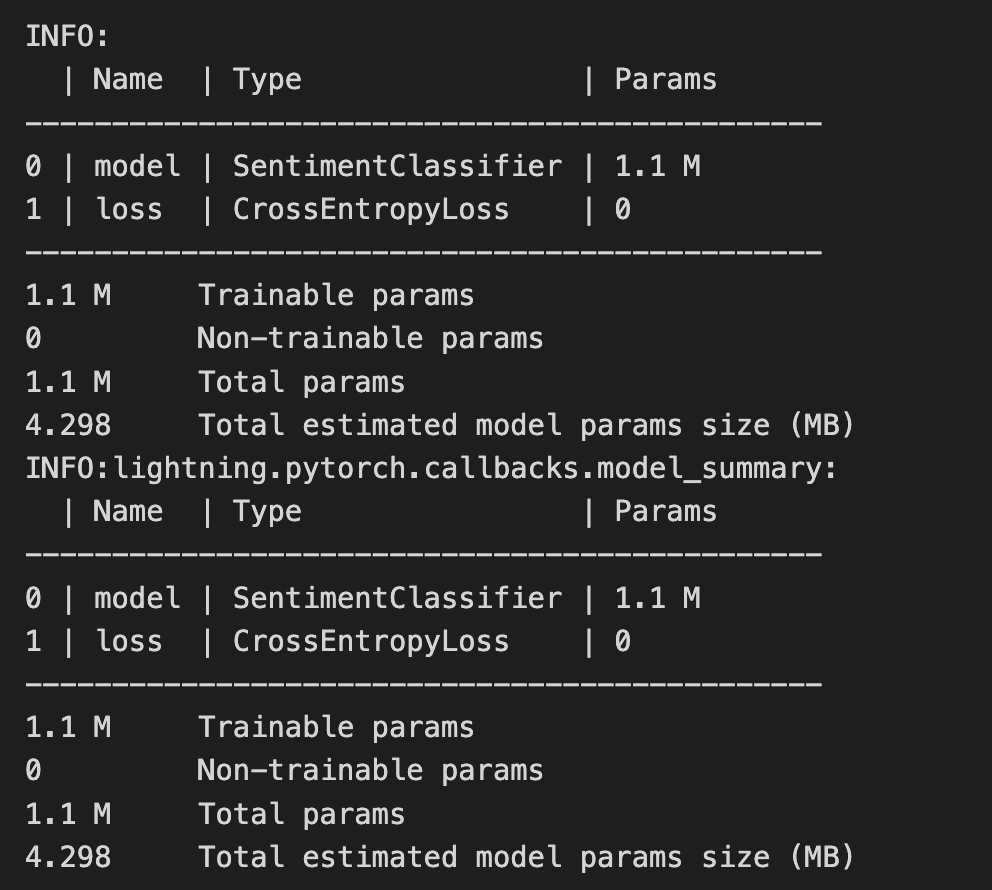 INFO:
  | Name  | Type                | Params
----------------------------------------------
0 | model | SentimentClassifier | 1.1 M
1 | loss  | CrossEntropyLoss    | 0
----------------------------------------------
1.1 M     Trainable params
0         Non-trainable params
1.1 M     Total params
4.298     Total estimated model params size (MB)
INFO:lightning.pytorch.callbacks.model_summary:
  | Name  | Type                | Params
----------------------------------------------
0 | model | SentimentClassifier | 1.1 M
1 | loss  | CrossEntropyLoss    | 0
----------------------------------------------
1.1 M     Trainable params
0         Non-trainable params
1.1 M     Total params
4.298     Total estimated model params size (MB)